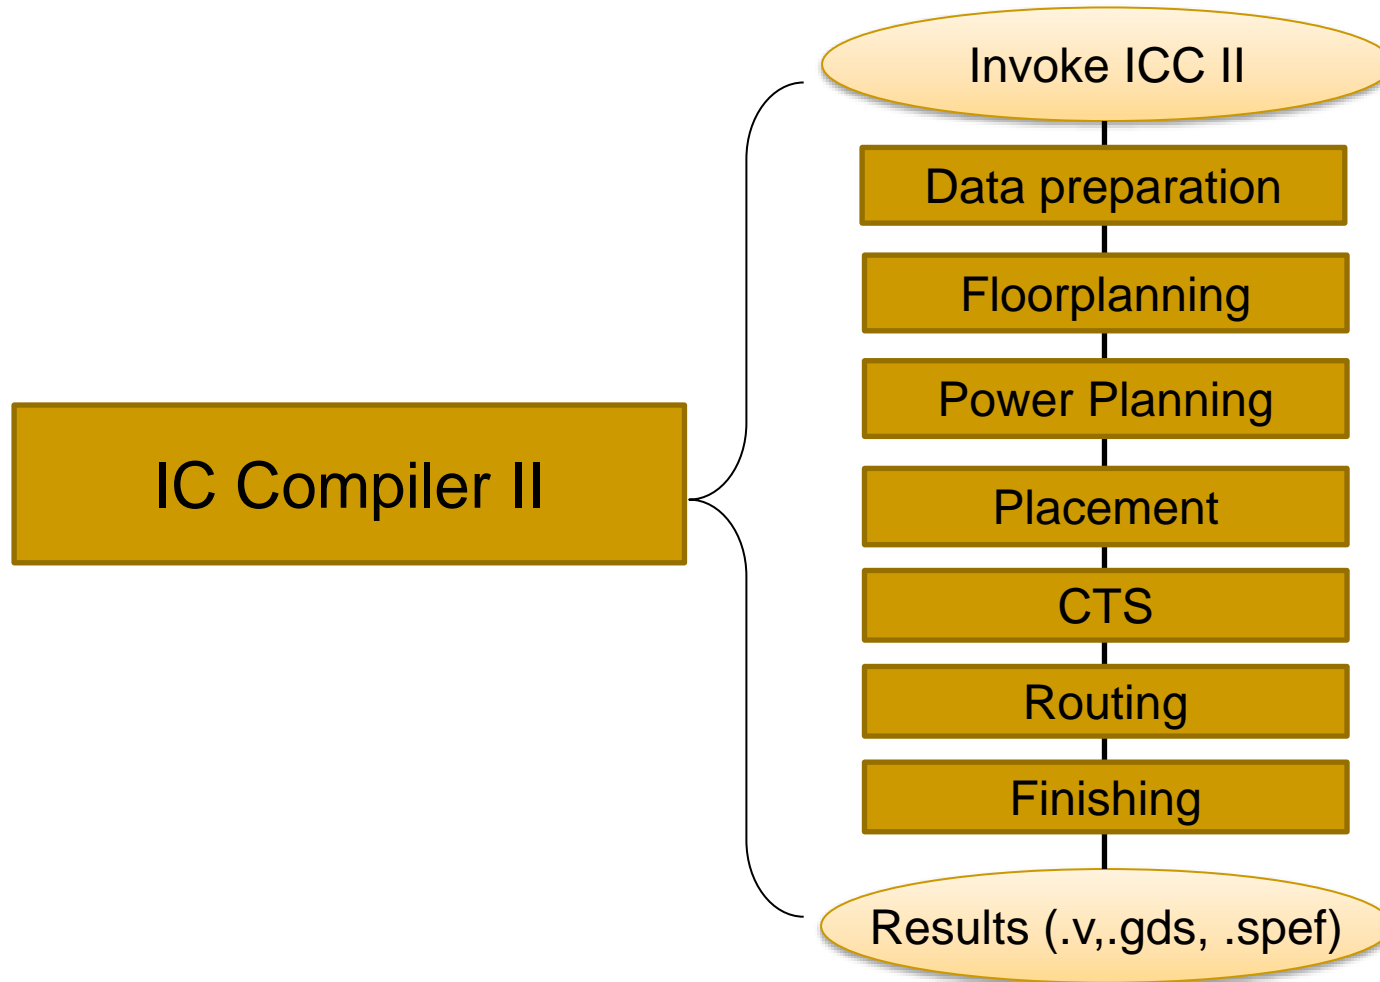 Invoke ICC II
Data preparation
Floorplanning
Power Planning
IC Compiler II
Placement
CTS
Routing
Finishing
Results (.v,.gds, .spef)